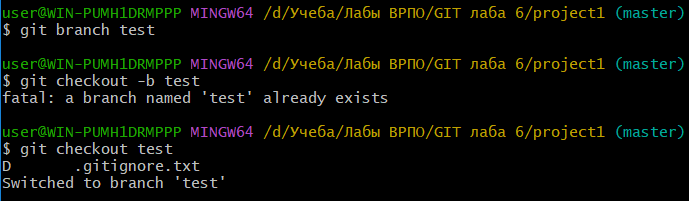 user@WIN-PUMH1DRMPPP MINGW64 /d/Учеба/Лабы ВРПО/GIT лаба 6/project1 (master)
$ git branch test
user@WIN-PUMH1DRMPPP MINGW64 /d/Учеба/Лабы ВРПО/GIT лаба 6/project1 (master)
$ git checkout -b test
fatal: a branch named 'test' already exists
user@WIN-PUMH1DRMPPP MINGW64 /d/Учеба/Лабы ВРПО/GIT лаба 6/project1 (master)
$ git checkout test
D       .gitignore.txt
Switched to branch 'test'